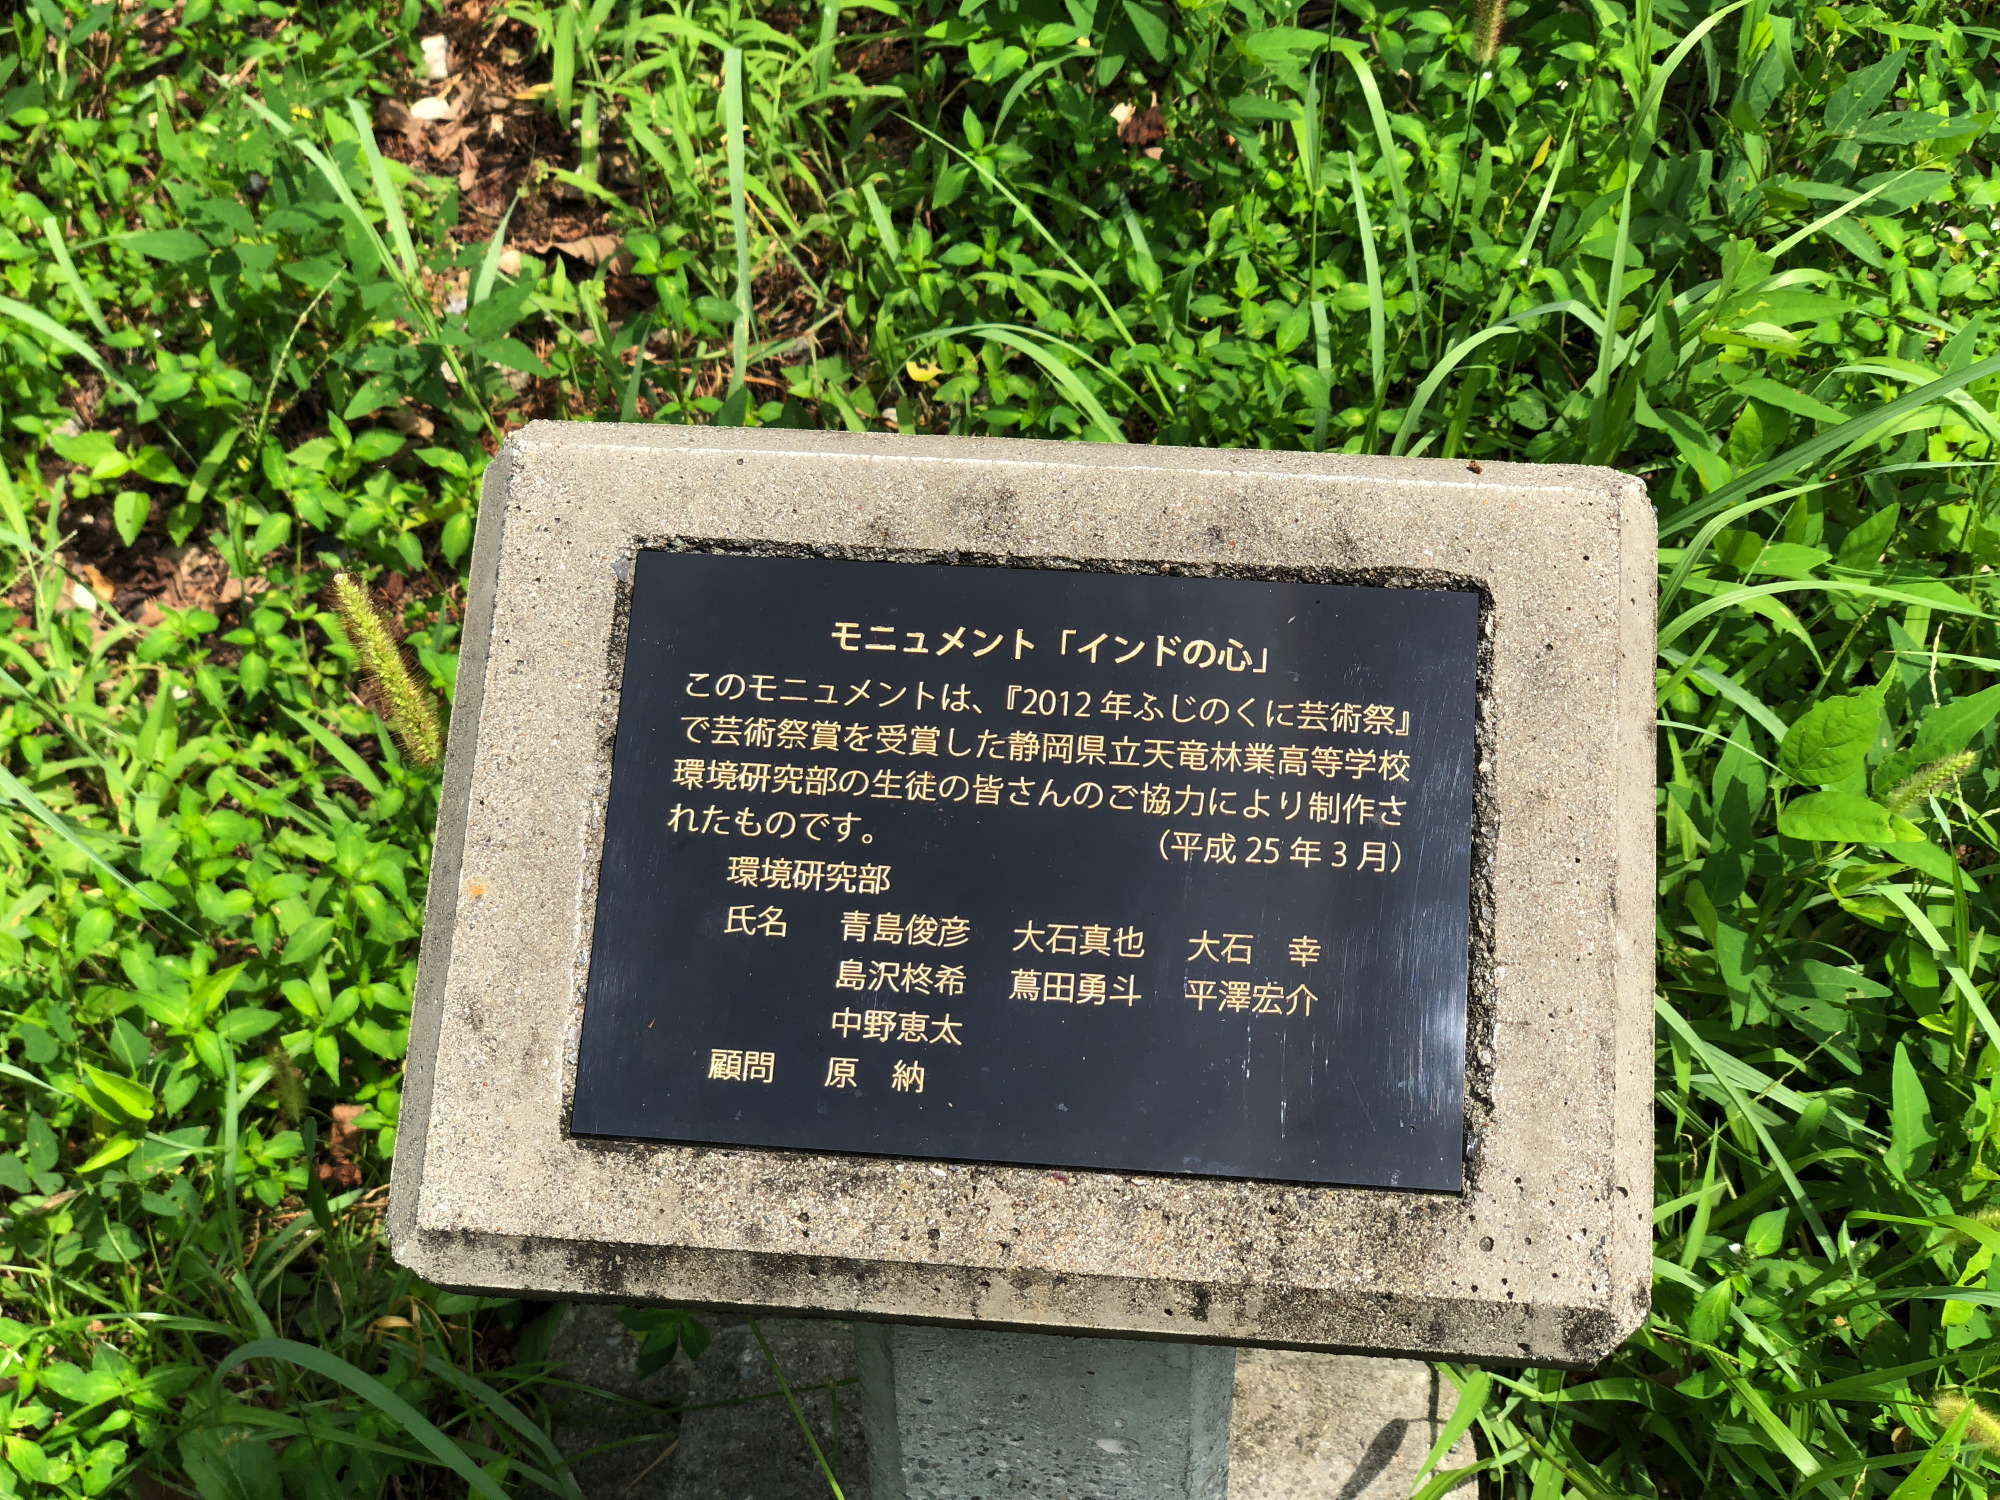 モニュメント「インドの心」
このモニュメントは、『2012年ふじのくに芸術祭』
で芸術祭賞を受賞した静岡県立天竜林業高等学校
環境研究部の生徒の皆さんのご協力により制作さ
れたものです。 （平成25年3月）
環境研究部
氏名 青島俊彦 大石真也 大石 幸
島沢柊希 蔦田勇斗 平澤宏介
中野恵太
顧問 原 納